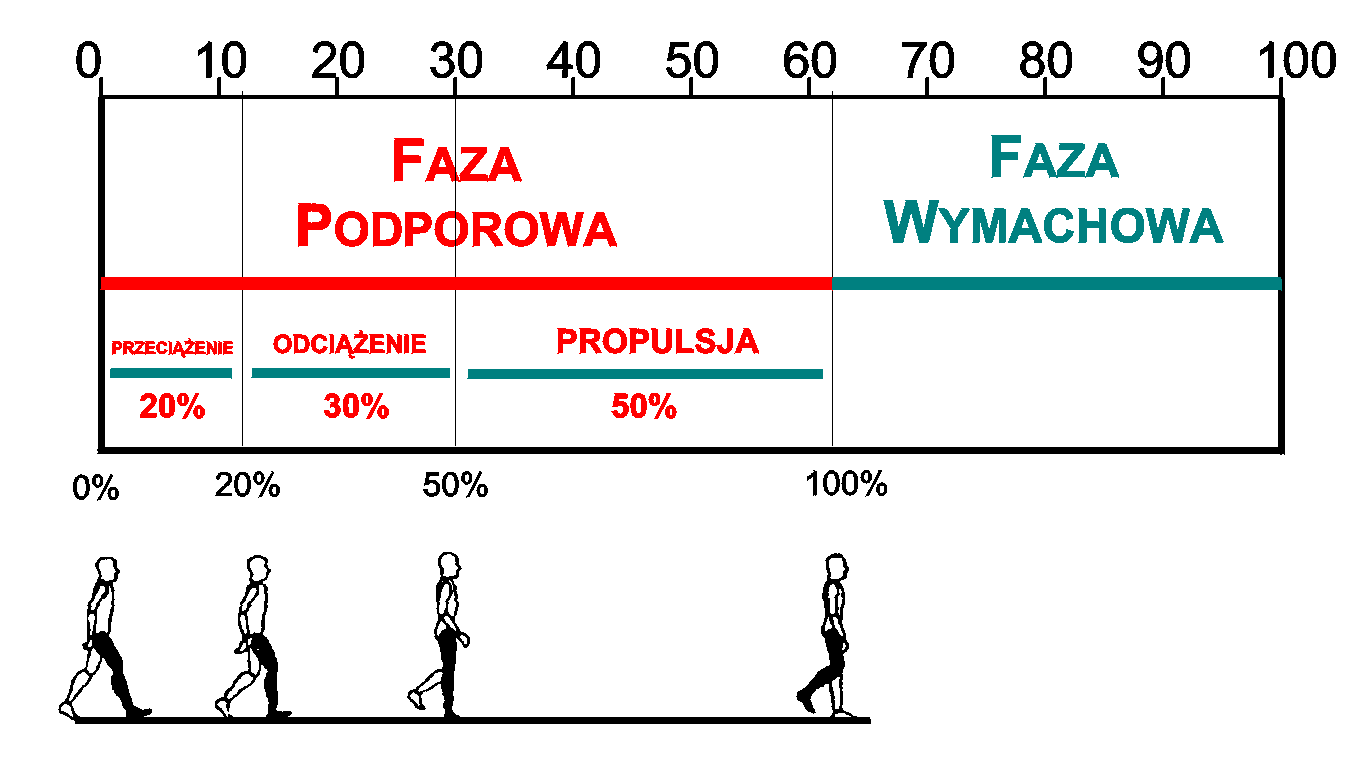 0 10 20 30 40 50 60 70 80 90 100
FAZA
PODPOROWA
FAZA
WYMACHOWA
PRZECIĄŻENIE ODCIĄŻENIE PROPULSJA
20% 30% 50%
0% 20% 50% 100%